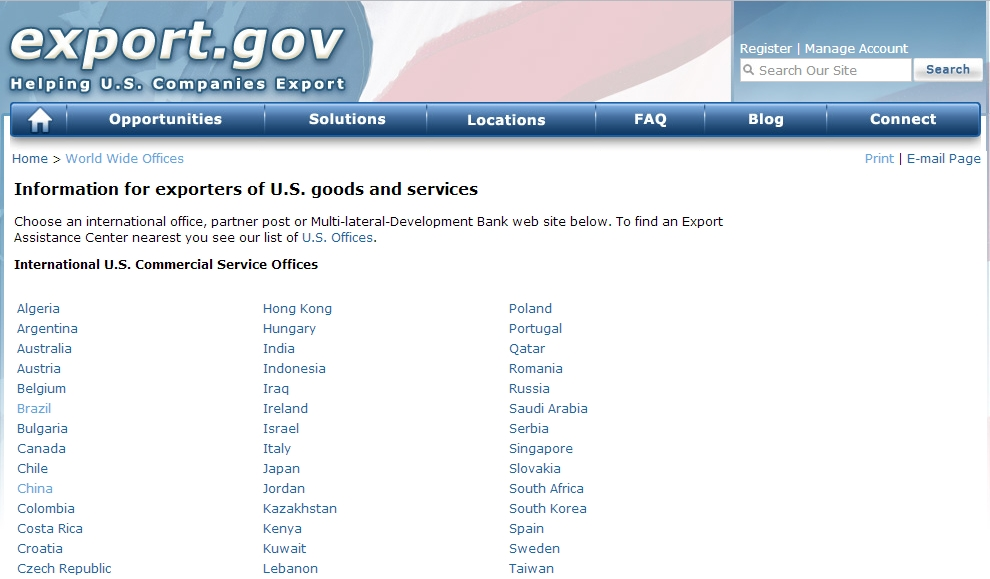 export.gov
Helping U.S. Companies Export
Register | Manage Account
Search Our Site
Search
Opportunities
Solutions
Locations
FAQ
Blog
Connect
Home > World Wide Offices
Print | E-mail Page
Information for exporters of U.S. goods and services
Choose an international office, partner post or Multi-lateral-Development Bank web site below. To find an Export
Assistance Center nearest you see our list of U.S. Offices.
International U.S. Commercial Service Offices
Algeria
Argentina
Australia
Austria
Belgium
Brazil
Bulgaria
Canada
Chile
China
Colombia
Costa Rica
Croatia
Czech Republic
Hong Kong
Hungary
India
Indonesia
Iraq
Ireland
Israel
Italy
Japan
Jordan
Kazakhstan
Kenya
Kuwait
Lebanon
Poland
Portugal
Qatar
Romania
Russia
Saudi Arabia
Serbia
Singapore
Slovakia
South Africa
South Korea
Spain
Sweden
Taiwan